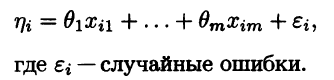 ηᵢ = θ₁xᵢ₁ + ... + θₘxᵢₘ + εᵢ,
где εᵢ — случайные ошибки.